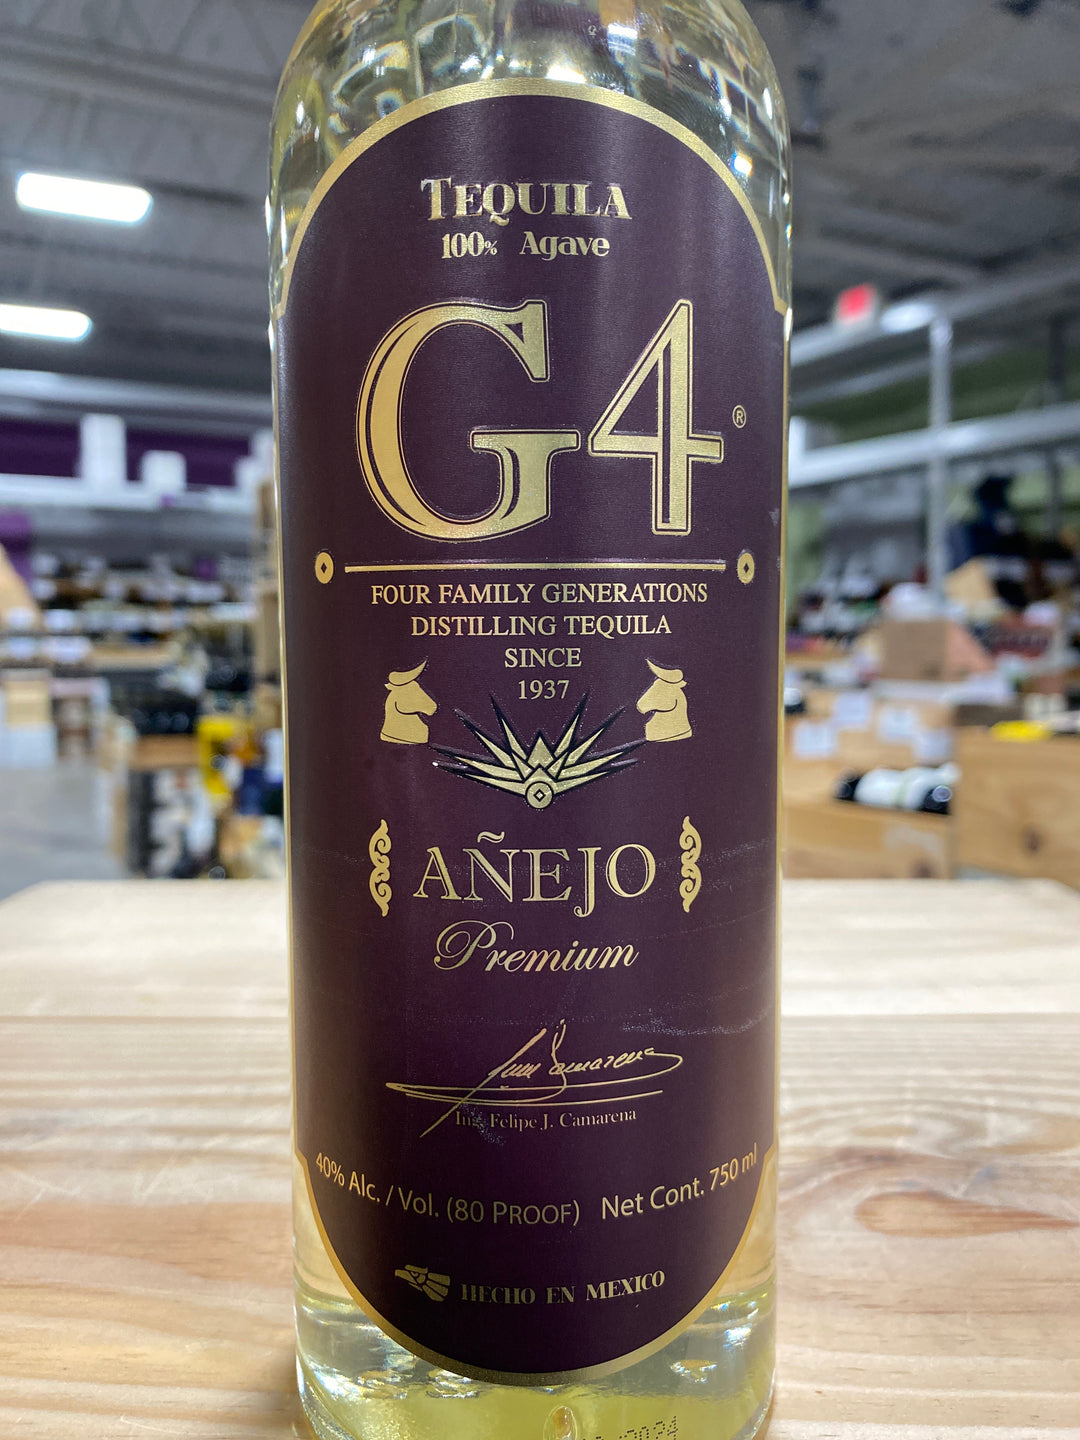 TEQUILA
100% Agave
G4®
FOUR FAMILY GENERATIONS
DISTILLING TEQUILA
SINCE
1937
AÑEJO
Premium
Ing. Felipe J. Camarena
40% Alc. / Vol. (80 PROOF) Net Cont. 750 ml
HECHO EN MEXICO